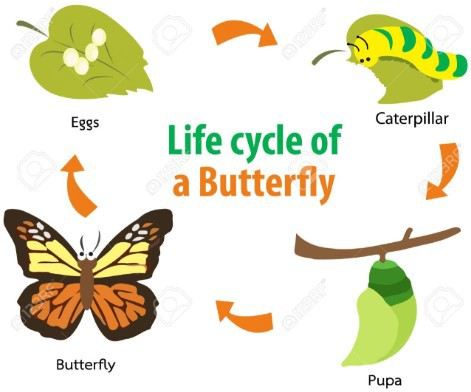 Eggs
Caterpillar
Life cycle of
a Butterfly
Butterfly
Pupa